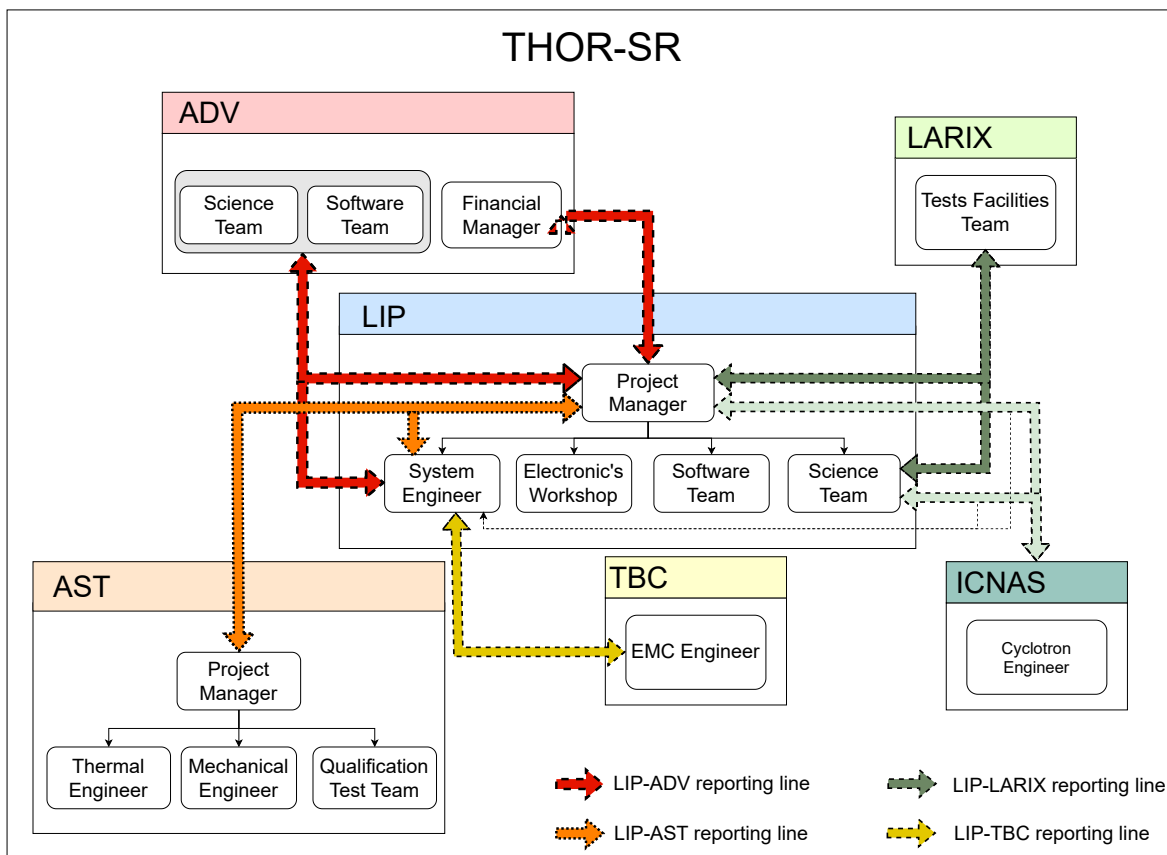 THOR-SR
ADV
Science
Team
Software
Team
Financial
Manager
LARIX
Tests Facilities
Team
LIP
Project
Manager
System
Engineer
Electronic's
Workshop
Software
Team
Science
Team
AST
Project
Manager
Thermal
Engineer
Mechanical
Engineer
Qualification
Test Team
TBC
EMC Engineer
ICNAS
Cyclotron
Engineer
LIP-ADV reporting line
LIP-LARIX reporting line
LIP-AST reporting line
LIP-TBC reporting line